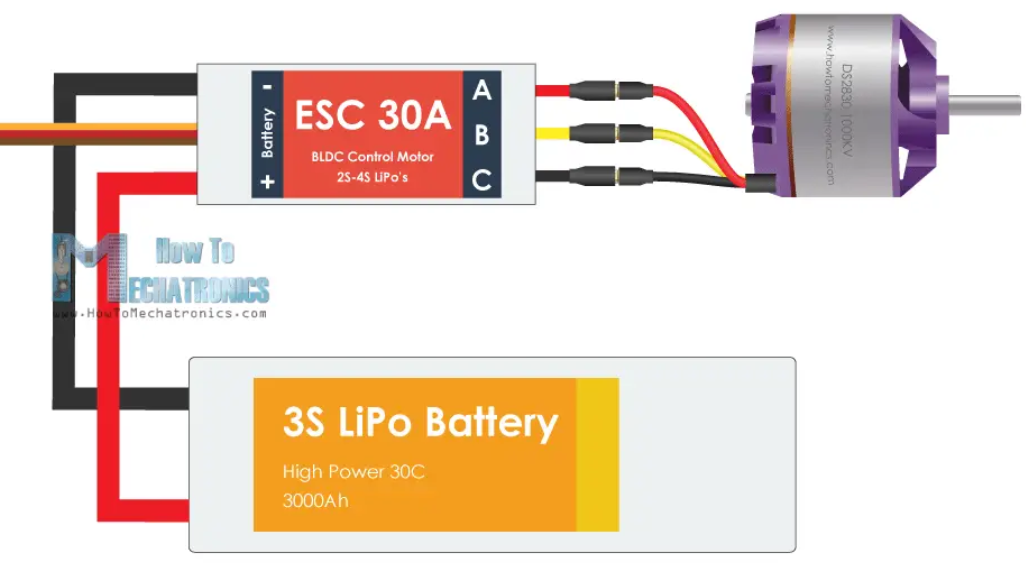 Battery
-
+
ESC 30A
BLDC Control Motor
2S-4S LiPo's
A
B
C
www.howtomechatronics.com
DS2830 1000KV
How To
MECHATRONICS
www.HowToMechatronics.com
3S LiPo Battery
High Power 30C
3000Ah